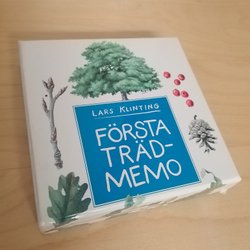 LARS KLINTING
FÖRSTA
TRÄD-
MEMO